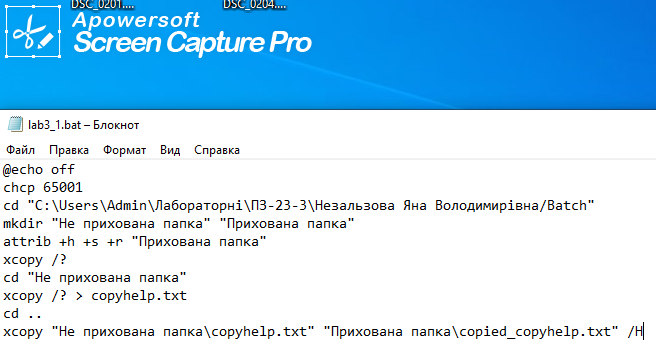 DSC_0201.... DSC_0204....
Apowersoft
Screen Capture Pro
lab3_1.bat – Блокнот
Файл Правка Формат Вид Справка
@echo off
chcp 65001
cd "C:\Users\Admin\Лабораторні\ПЗ-23-3\Незальзова Яна Володимирівна/Batch"
mkdir "Не прихована папка" "Прихована папка"
attrib +h +s +r "Прихована папка"
xcopy /?
cd "Не прихована папка"
xcopy /? > copyhelp.txt
cd ..
xcopy "Не прихована папка\copyhelp.txt" "Прихована папка\copied_copyhelp.txt" /H